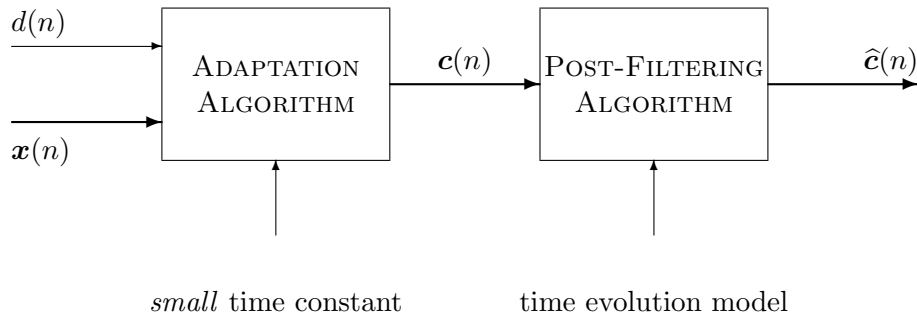 d(n)
x(n)
ADAPTATION
ALGORITHM
c(n)
POST-FILTERING
ALGORITHM
ĉ(n)
small time constant
time evolution model